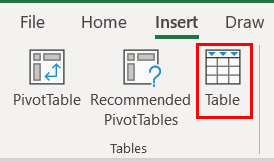 File Home Insert Draw
PivotTable Recommended PivotTables Table
Tables